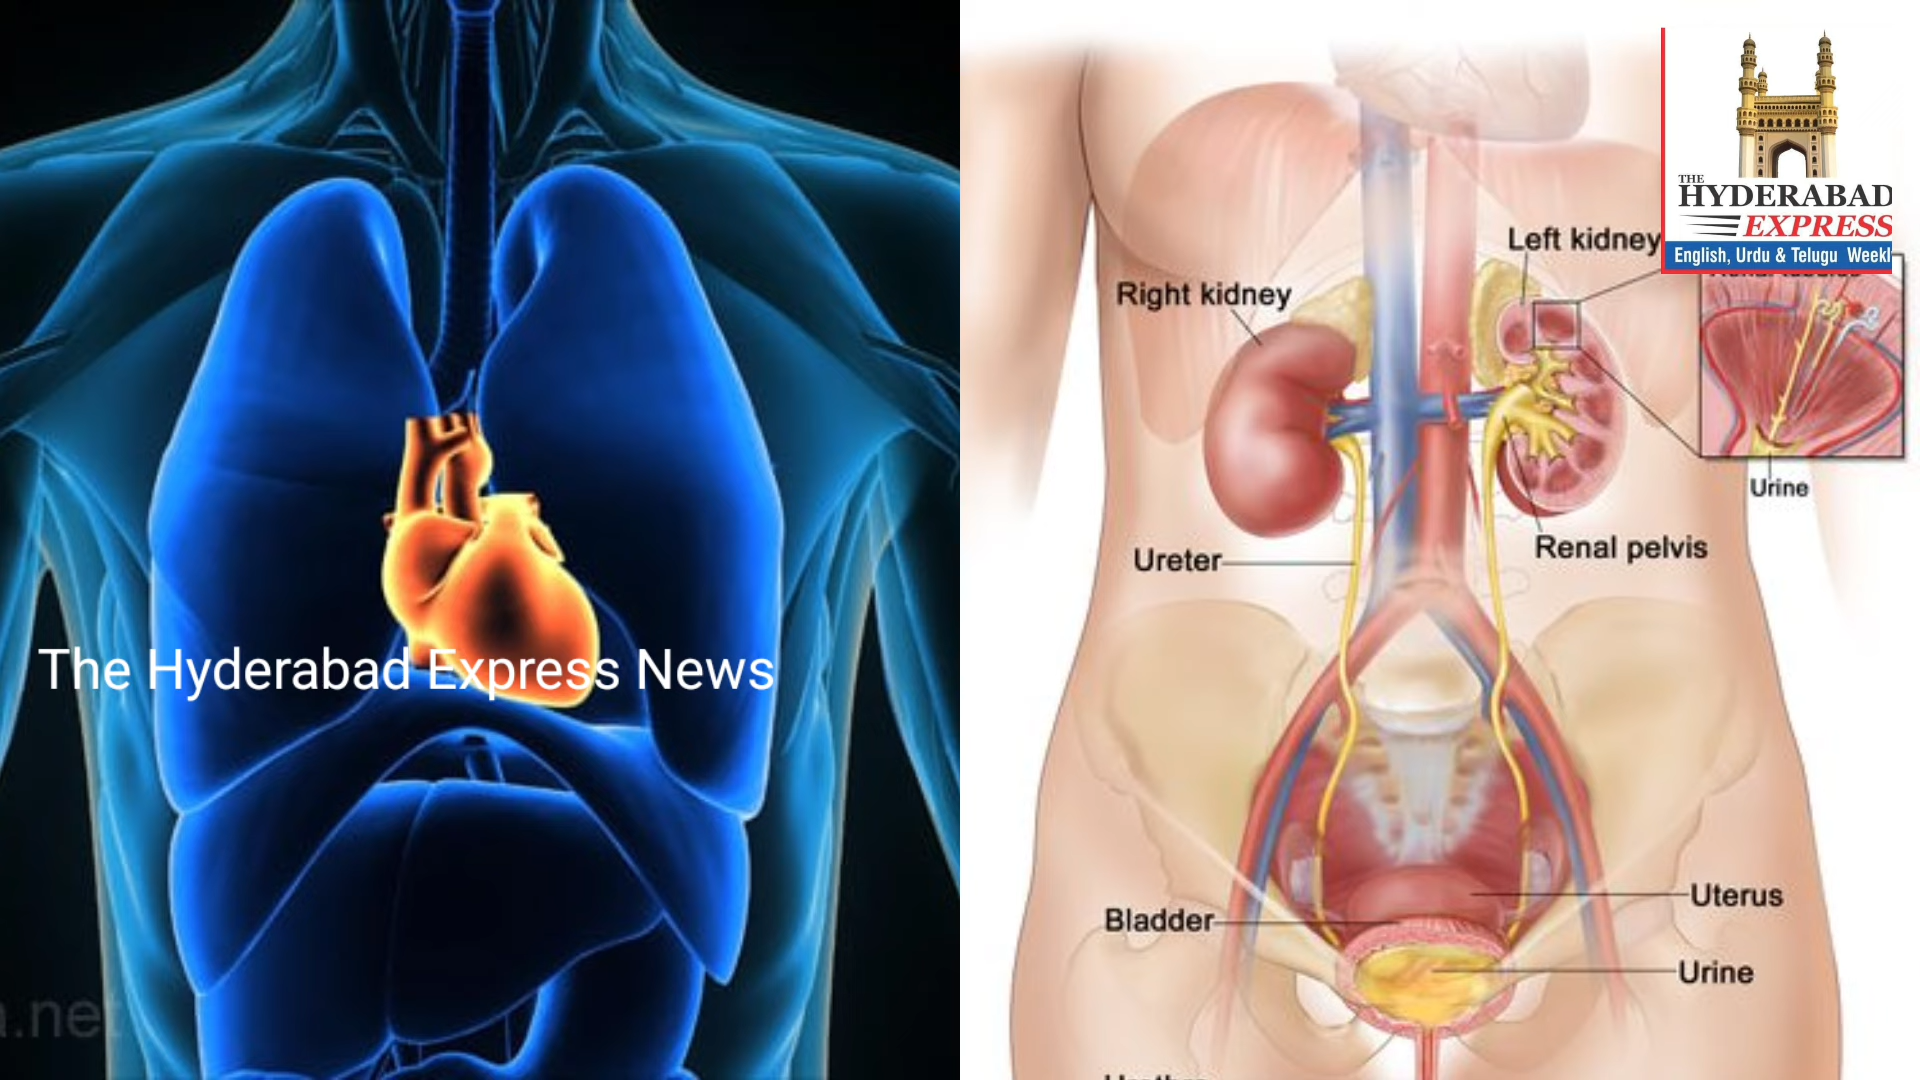 The Hyderabad Express News
a.net
THE
HYDERABAD
EXPRESS
English, Urdu & Telugu Weekl
Left kidney
Right kidney
Urine
Renal pelvis
Ureter
Uterus
Bladder
Urine